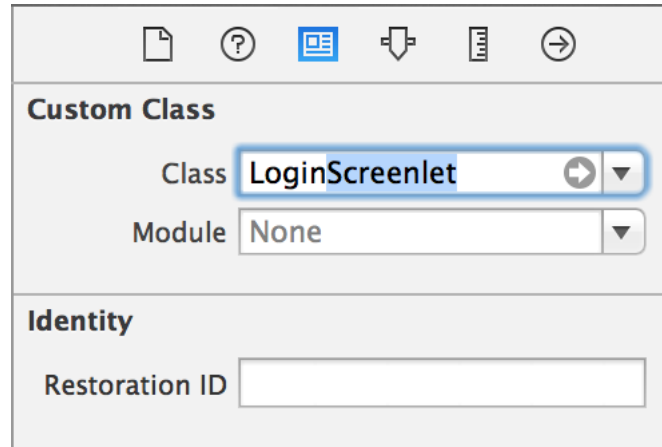 Custom Class
Class LoginScreenlet
Module None
Identity
Restoration ID